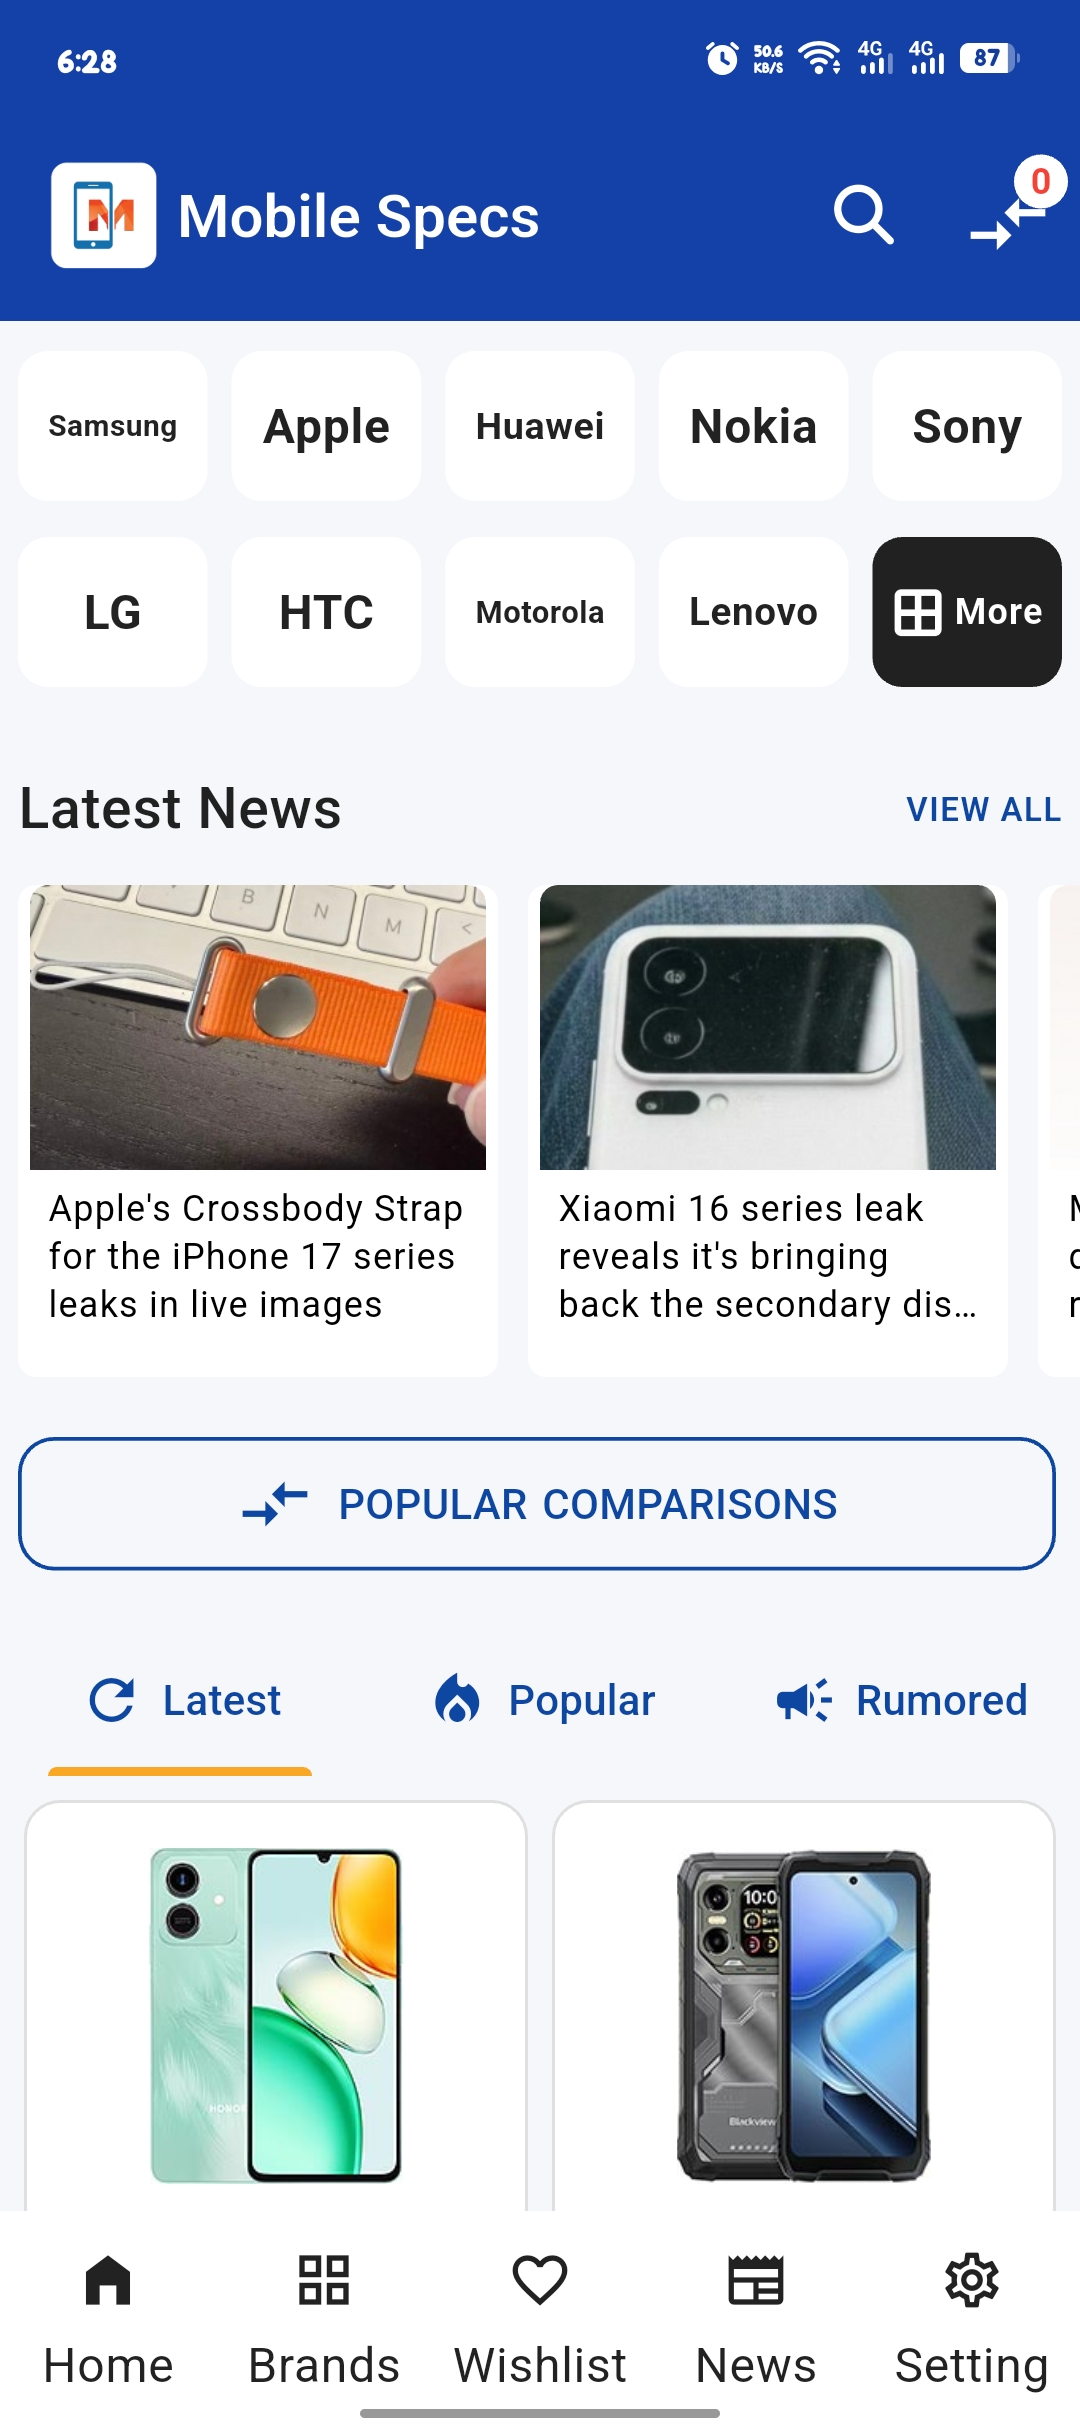 6:28
50.6
KB/S
4G
4G
87
Mobile Specs
0
Samsung
Apple
Huawei
Nokia
Sony
LG
HTC
Motorola
Lenovo
More
Latest News
VIEW ALL
B
N
M
<
Apple's Crossbody Strap
for the iPhone 17 series
leaks in live images
Xiaomi 16 series leak
reveals it's bringing
back the secondary dis...
POPULAR COMPARISONS
Latest
Popular
Rumored
10:0
Blackview
Home
Brands
Wishlist
News
Setting